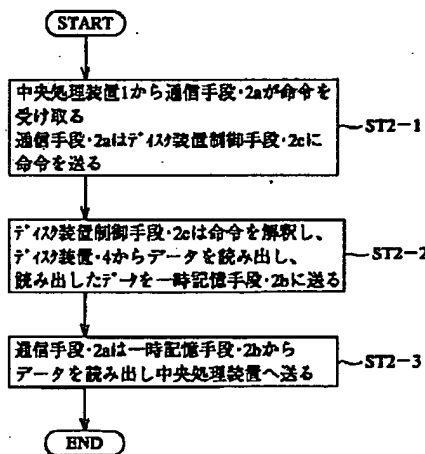 START
中央処理装置1から通信手段・2aが命令を
受け取る
通信手段・2aはディスク装置制御手段・2cに
命令を送る
ST2-1
ディスク装置制御手段・2cは命令を解釈し、
ディスク装置・4からデータを読み出し、
読み出したデータを一時記憶手段・2bに送る
ST2-2
通信手段・2aは一時記憶手段・2bから
データを読み出し中央処理装置へ送る
ST2-3
END